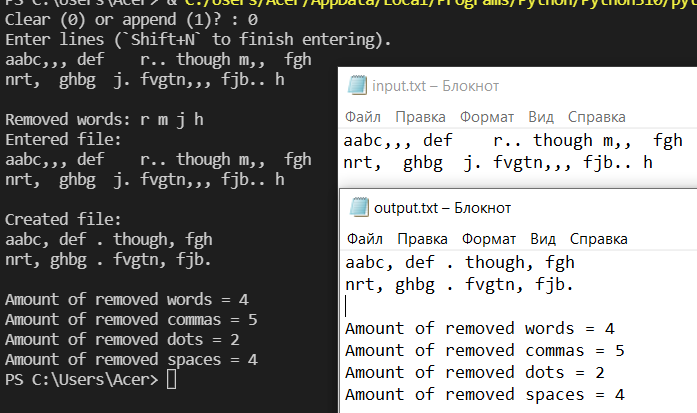 PS C:\Users\Acer> & C:/Users/Acer/AppData/Local/Programs/Python/Python310/pyt
Clear (0) or append (1)? : 0
Enter lines (`Shift+N` to finish entering).
aabc,,, def    r.. though m,,  fgh
nrt,  ghbg  j. fvgtn,,, fjb.. h
Removed words: r m j h
Entered file:
aabc,,, def    r.. though m,,  fgh
nrt,  ghbg  j. fvgtn,,, fjb.. h
Created file:
aabc, def . though, fgh
nrt, ghbg . fvgtn, fjb.
Amount of removed words = 4
Amount of removed commas = 5
Amount of removed dots = 2
Amount of removed spaces = 4
PS C:\Users\Acer>
input.txt – Блокнот
Файл Правка Формат Вид Справка
aabc,,, def    r.. though m,,  fgh
nrt,  ghbg  j. fvgtn,,, fjb.. h
output.txt – Блокнот
Файл Правка Формат Вид Справка
aabc, def . though, fgh
nrt, ghbg . fvgtn, fjb.
Amount of removed words = 4
Amount of removed commas = 5
Amount of removed dots = 2
Amount of removed spaces = 4